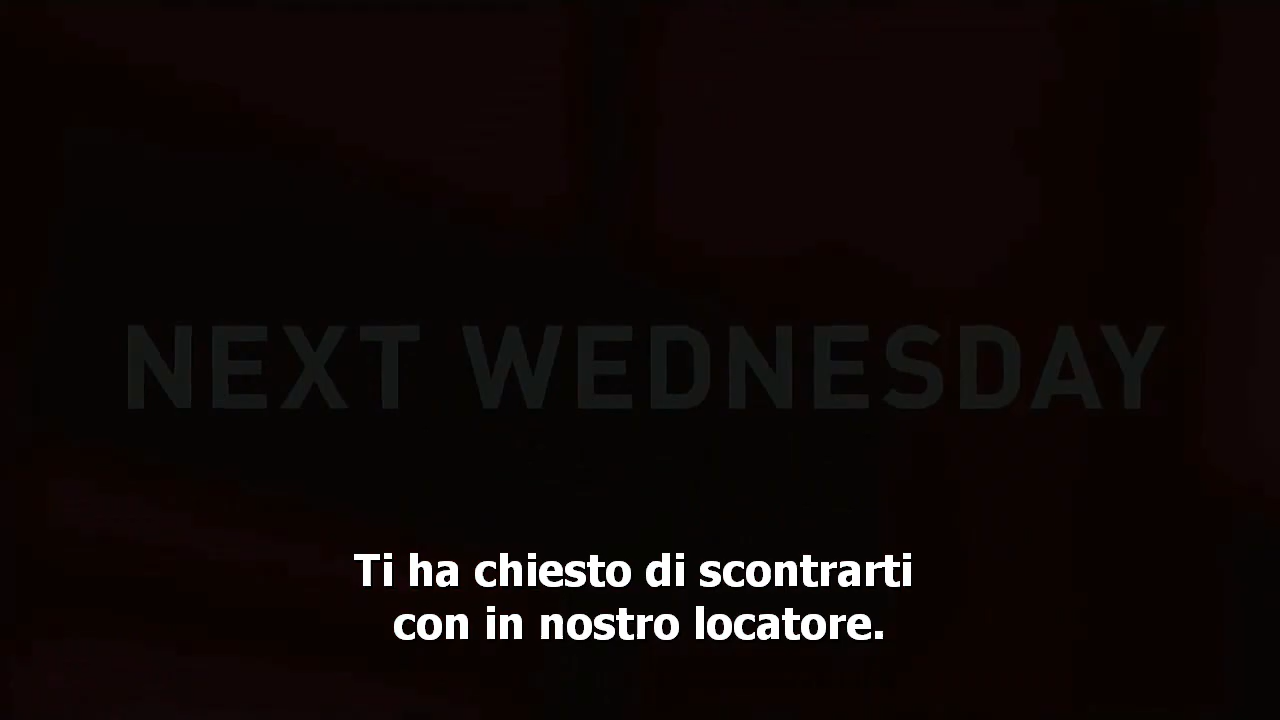 NEXT WEDNESDAY
Ti ha chiesto di scontrarti
con in nostro locatore.